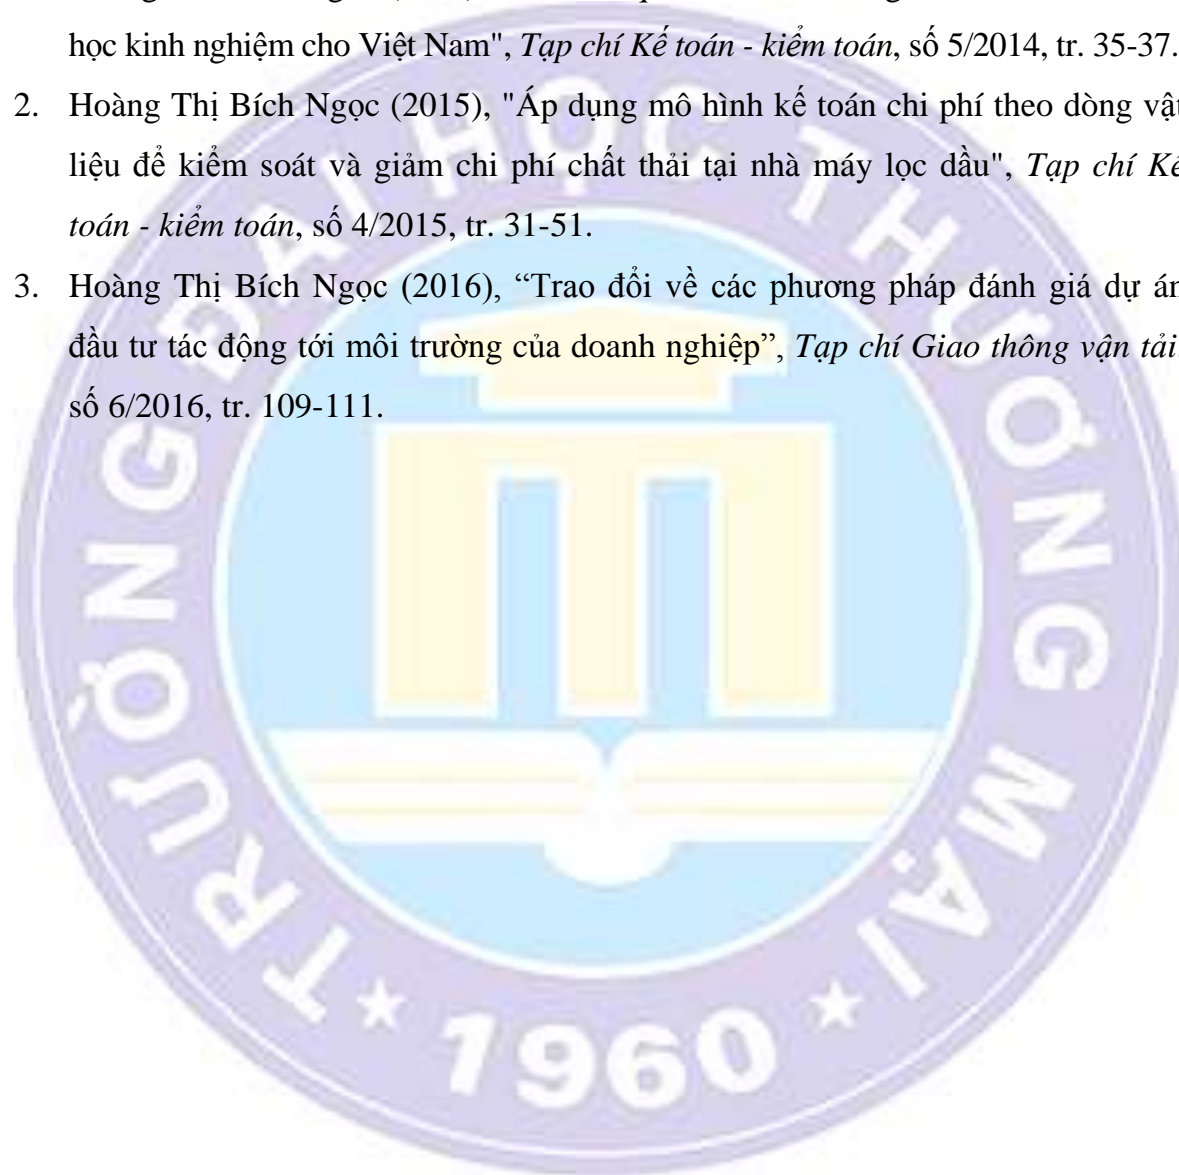 học kinh nghiệm cho Việt Nam", Tạp chí Kế toán - kiểm toán, số 5/2014, tr. 35-37.
2. Hoàng Thị Bích Ngọc (2015), "Áp dụng mô hình kế toán chi phí theo dòng vật
liệu để kiểm soát và giảm chi phí chất thải tại nhà máy lọc dầu", Tạp chí Kế
toán - kiểm toán, số 4/2015, tr. 31-51.
3. Hoàng Thị Bích Ngọc (2016), “Trao đổi về các phương pháp đánh giá dự án
đầu tư tác động tới môi trường của doanh nghiệp”, Tạp chí Giao thông vận tải,
số 6/2016, tr. 109-111.
TRƯỜNG ĐẠI HỌC THƯƠNG MẠI
* 1960 *